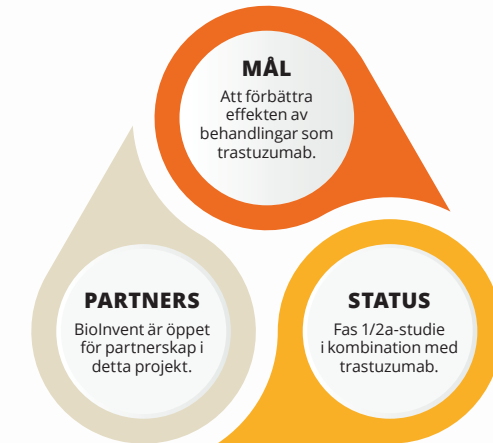 MÅL
Att förbättra
effekten av
behandlingar som
trastuzumab.
PARTNERS
BioInvent är öppet
för partnerskap i
detta projekt.
STATUS
Fas 1/2a-studie
i kombination med
trastuzumab.